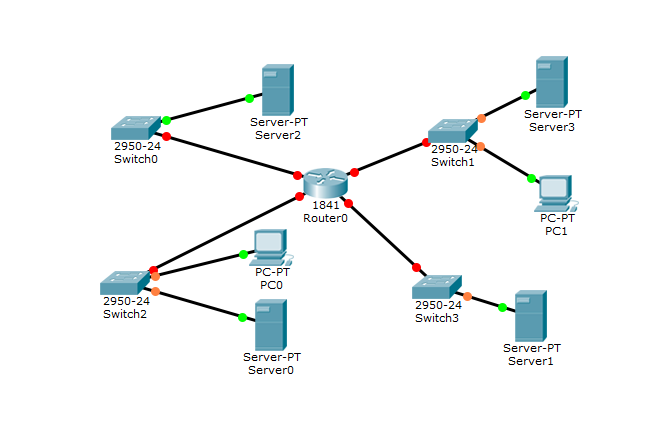 Server-PT
Server2
2950-24
Switch0
Server-PT
Server3
2950-24
Switch1
1841
Router0
PC-PT
PC1
PC-PT
PC0
2950-24
Switch2
2950-24
Switch3
Server-PT
Server0
Server-PT
Server1